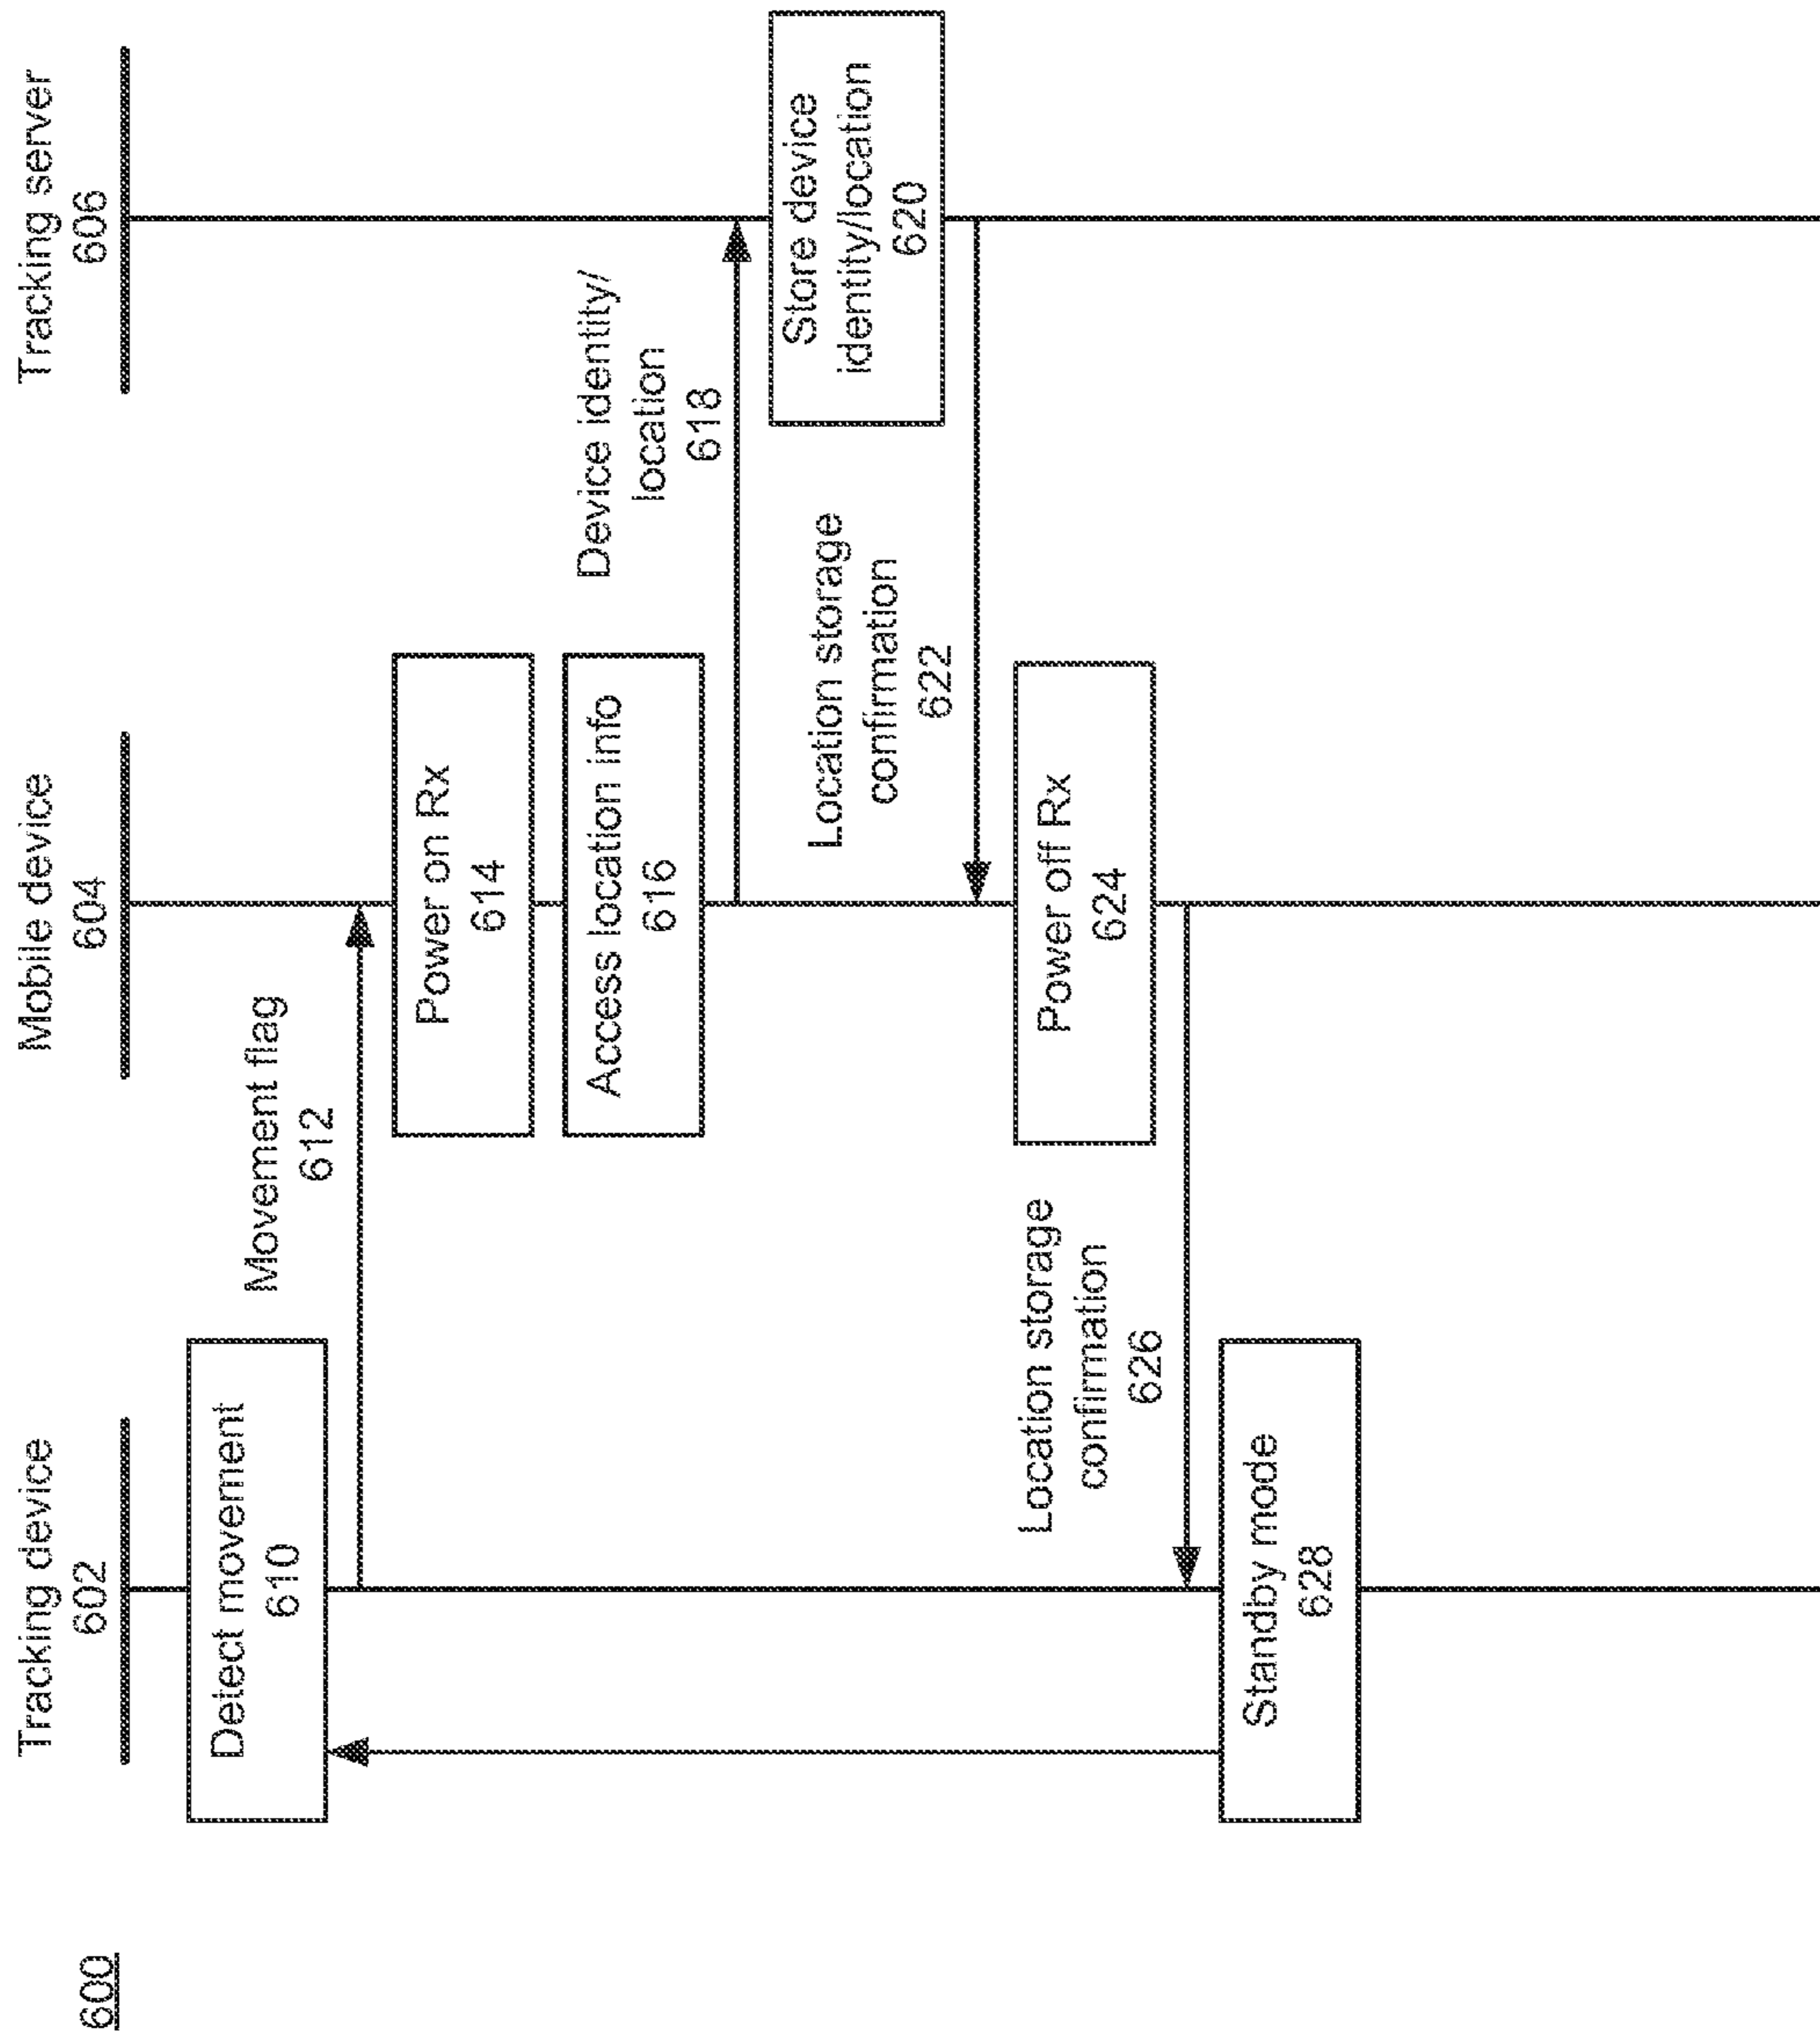 600
Tracking device
602
Mobile device
604
Tracking server
606
Detect movement
610
Movement flag
612
Power on Rx
614
Access location info
616
Device identity/
location
618
Store device
identity/location
620
Location storage
confirmation
622
Power off Rx
624
Location storage
confirmation
626
Standby mode
628